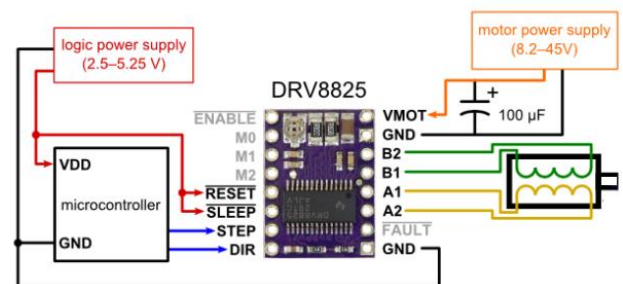 logic power supply
(2.5–5.25 V)
motor power supply
(8.2–45V)
DRV8825
ENABLE
M0
M1
M2
RESET
SLEEP
STEP
DIR
VMOT
GND
B2
B1
A1
A2
FAULT
GND
+
100 µF
VDD
microcontroller
GND